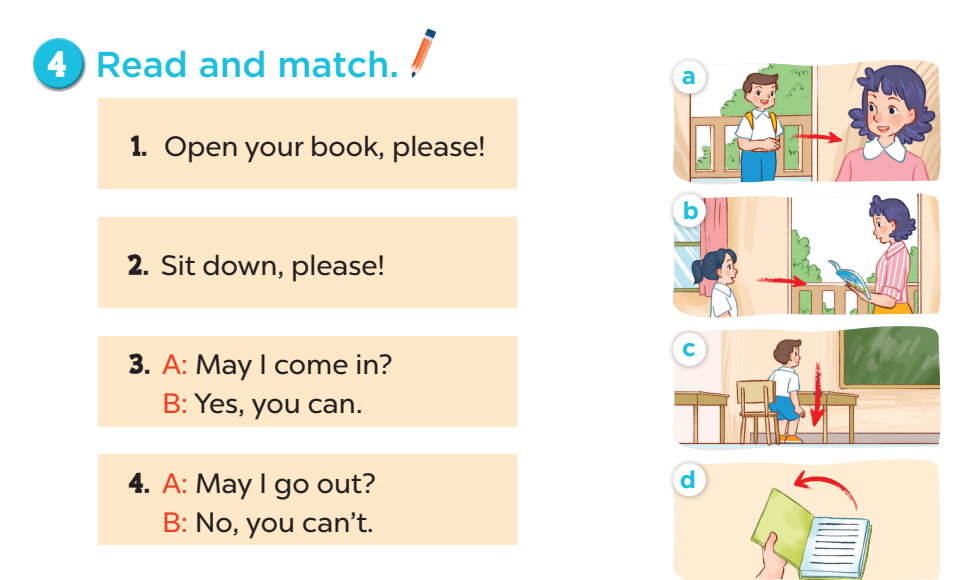 4 Read and match.
1. Open your book, please!
2. Sit down, please!
3. A: May I come in?
B: Yes, you can.
4. A: May I go out?
B: No, you can’t.
a
b
c
d